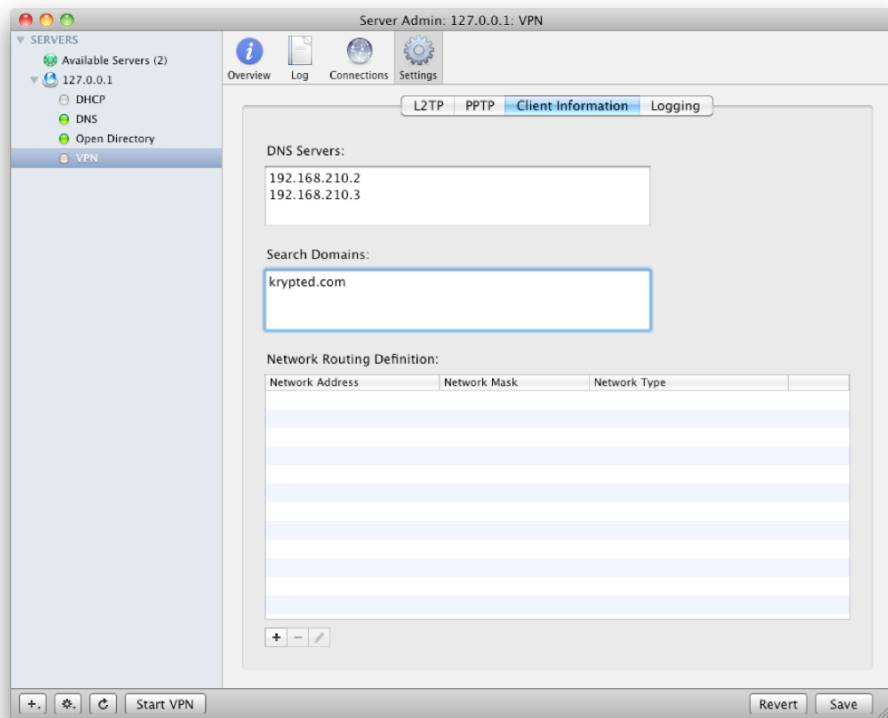 Server Admin: 127.0.0.1: VPN
SERVERS
Available Servers (2)
127.0.0.1
DHCP
DNS
Open Directory
VPN
Overview Log Connections Settings
L2TP PPTP Client Information Logging
DNS Servers:
192.168.210.2
192.168.210.3
Search Domains:
krypted.com
Network Routing Definition:
Network Address Network Mask Network Type
Start VPN Revert Save